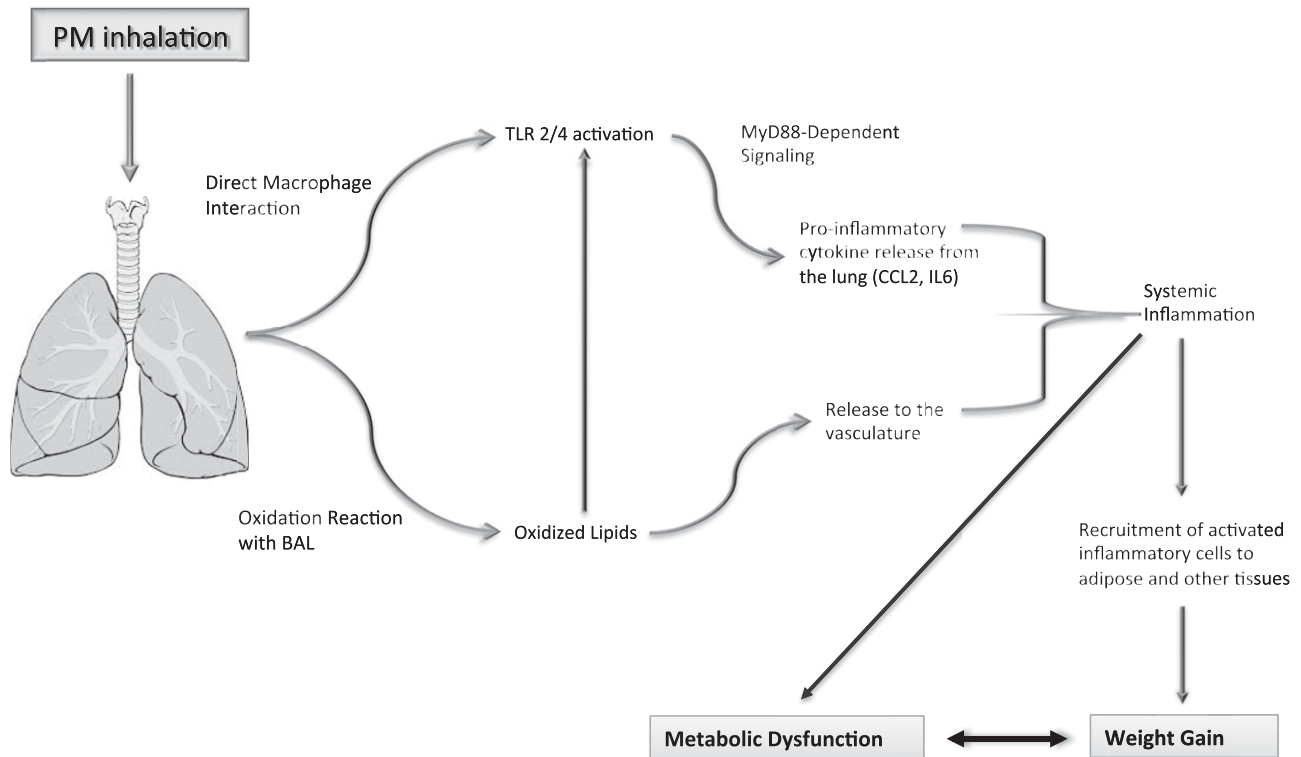 PM inhalation
Direct Macrophage
Interaction
TLR 2/4 activation
MyD88-Dependent
Signaling
Pro-inflammatory
cytokine release from
the lung (CCL2, IL6)
Systemic
Inflammation
Release to the
vasculature
Oxidation Reaction
with BAL
Oxidized Lipids
Recruitment of activated
inflammatory cells to
adipose and other tissues
Metabolic Dysfunction
Weight Gain